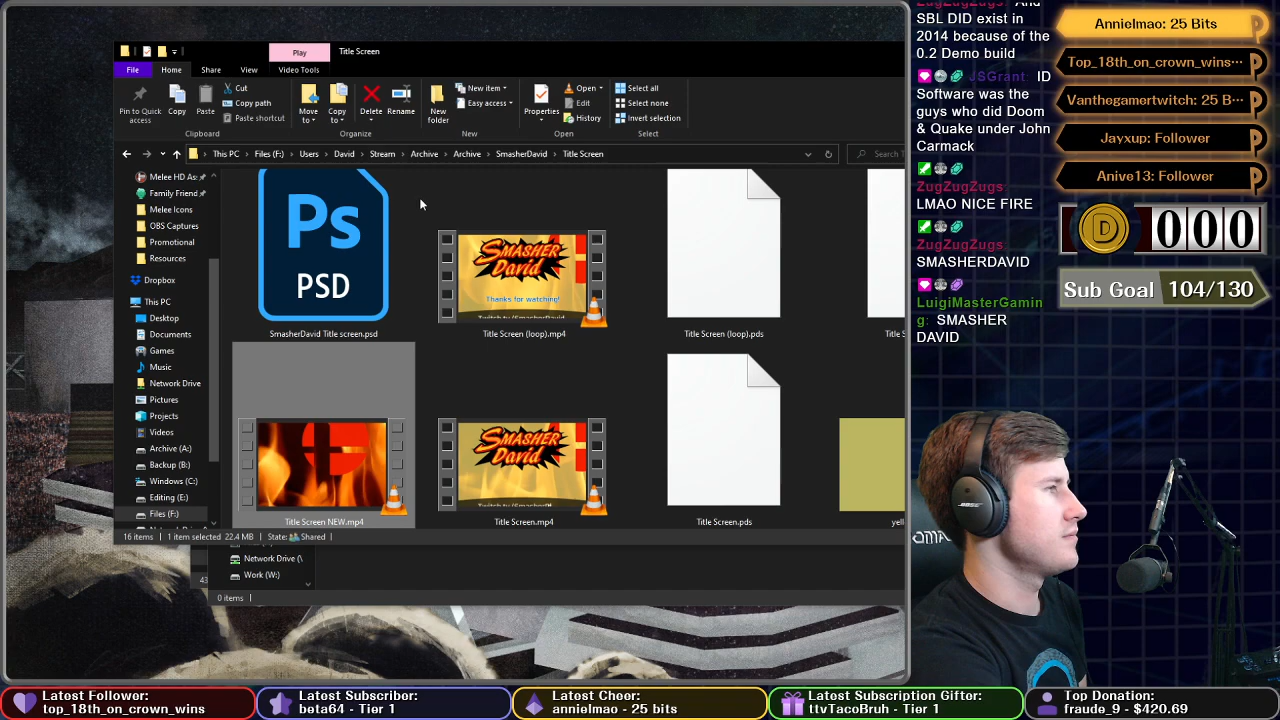 Play
Title Screen
File
Home
Share
View
Video Tools
Pin to Quick
access
Copy
Paste
Cut
Copy path
Paste shortcut
Clipboard
Move
to
Copy
to
Delete
Rename
Organize
New
folder
New item
Easy access
New
Properties
Open
Edit
History
Open
Select all
Select none
Invert selection
Select
This PC
Files (F:)
Users
David
Stream
Archive
Archive
SmasherDavid
Title Screen
Search
Melee HD As:
Family Friend
Melee Icons
OBS Captures
Promotional
Resources
Dropbox
This PC
Desktop
Documents
Games
Music
Network Drive
Pictures
Projects
Videos
Archive (A:)
Backup (B:)
Windows (C:)
Editing (E:)
Files (F:)
Ps
PSD
SmasherDavid Title screen.psd
SMASHER
David
Thanks for watching!
Title Screen (loop).mp4
Title Screen (loop).pds
Title S
Title Screen NEW.mp4
SMASHER
David
Title Screen.mp4
Title Screen.pds
yell
16 items
1 item selected 22.4 MB
State:
Shared
Network Drive (\
43
Work (W:)
0 items
SBL DID exist in
2014 because of the
0.2 Demo build
JSGrant: ID
Software was the
guys who did Doom
& Quake under John
Carmack
ZugZugZugs:
LMAO NICE FIRE
ZugZugZugs:
SMASHERDAVID
LuigiMasterGamin
g: SMASHER
DAVID
Annielmao: 25 Bits
Top_18th_on_crown_wins…
Vanthegamertwitch: 25 B…
Jayxup: Follower
Anive13: Follower
D
000
Sub Goal 104/130
BOSE
Latest Follower:
top_18th_on_crown_wins
Latest Subscriber:
beta64 - Tier 1
Latest Cheer:
annielmao - 25 bits
Latest Subscription Gifter:
ttvTacoBruh - Tier 1
Top Donation:
fraude_9 - $420.69